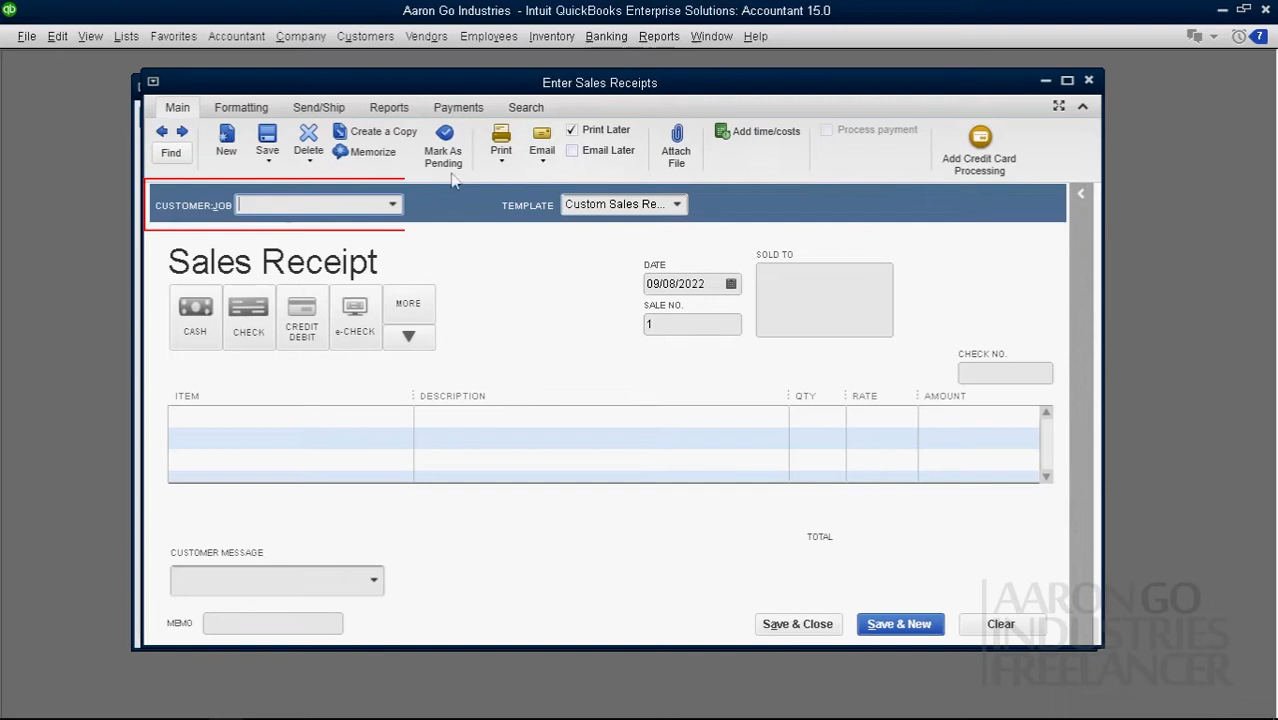 Aaron Go Industries - Intuit QuickBooks Enterprise Solutions: Accountant 15.0
File Edit View Lists Favorites Accountant Company Customers Vendors Employees Inventory Banking Reports Window Help 7
Enter Sales Receipts
Main Formatting Send/Ship Reports Payments Search
Find New Save Delete Create a Copy Memorize Mark As Pending Print Email Print Later Email Later Attach File Add time/costs Process payment Add Credit Card Processing
CUSTOMER:JOB TEMPLATE Custom Sales Re...
Sales Receipt
DATE SOLD TO
09/08/2022
SALE NO.
1
CASH CHECK CREDIT DEBIT e-CHECK MORE
CHECK NO.
ITEM DESCRIPTION QTY RATE AMOUNT
TOTAL
CUSTOMER MESSAGE
MEMO Save & Close Save & New Clear
AARON GO
INDUSTRIES
FREELANCER